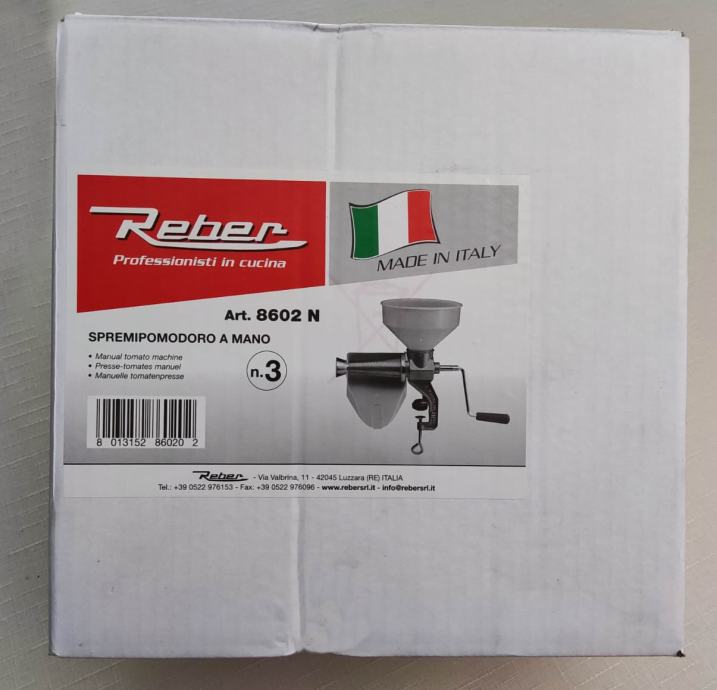 Reber
Professionisti in cucina
MADE IN ITALY
Art. 8602 N
SPREMIPOMODORO A MANO
• Manual tomato machine
• Presse-tomates manuel
• Manuelle tomatenpresse
n.3
8 013152 86020 2
Reber - Via Valbrina, 11 - 42045 Luzzara (RE) ITALIA
Tel.: +39 0522 976153 - Fax: +39 0522 976096 - www.rebersrl.it - info@rebersrl.it